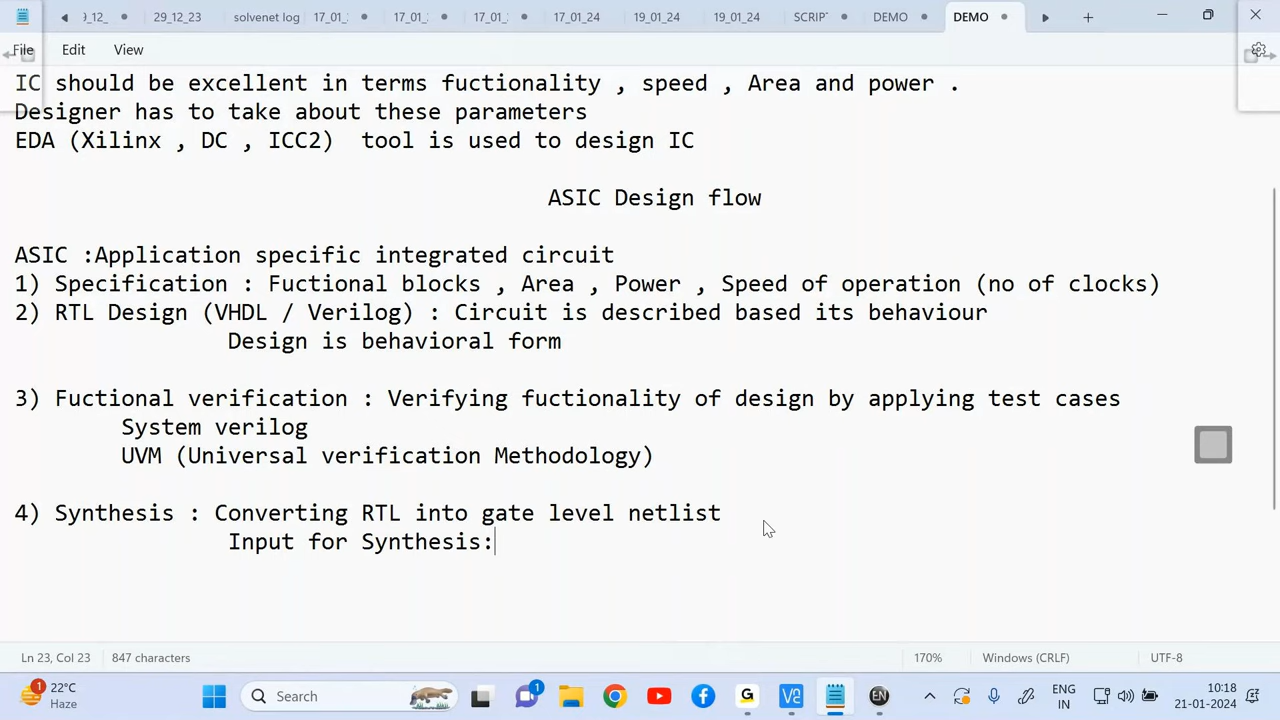 9_12
29_12_23
solvenet log
17_01_
17_01_
17_01_
17_01_24
19_01_24
19_01_24
SCRIP
DEMO
DEMO
File
Edit
View
IC should be excellent in terms fuctionality , speed , Area and power .
Designer has to take about these parameters
EDA (Xilinx , DC , ICC2)  tool is used to design IC
ASIC Design flow
ASIC :Application specific integrated circuit
1) Specification : Fuctional blocks , Area , Power , Speed of operation (no of clocks)
2) RTL Design (VHDL / Verilog) : Circuit is described based its behaviour
Design is behavioral form
3) Fuctional verification : Verifying fuctionality of design by applying test cases
System verilog
UVM (Universal verification Methodology)
4) Synthesis : Converting RTL into gate level netlist
Input for Synthesis:
Ln 23, Col 23
847 characters
170%
Windows (CRLF)
UTF-8
1
22°C
Haze
Search
1
G
EN
ENG
IN
10:18
21-01-2024